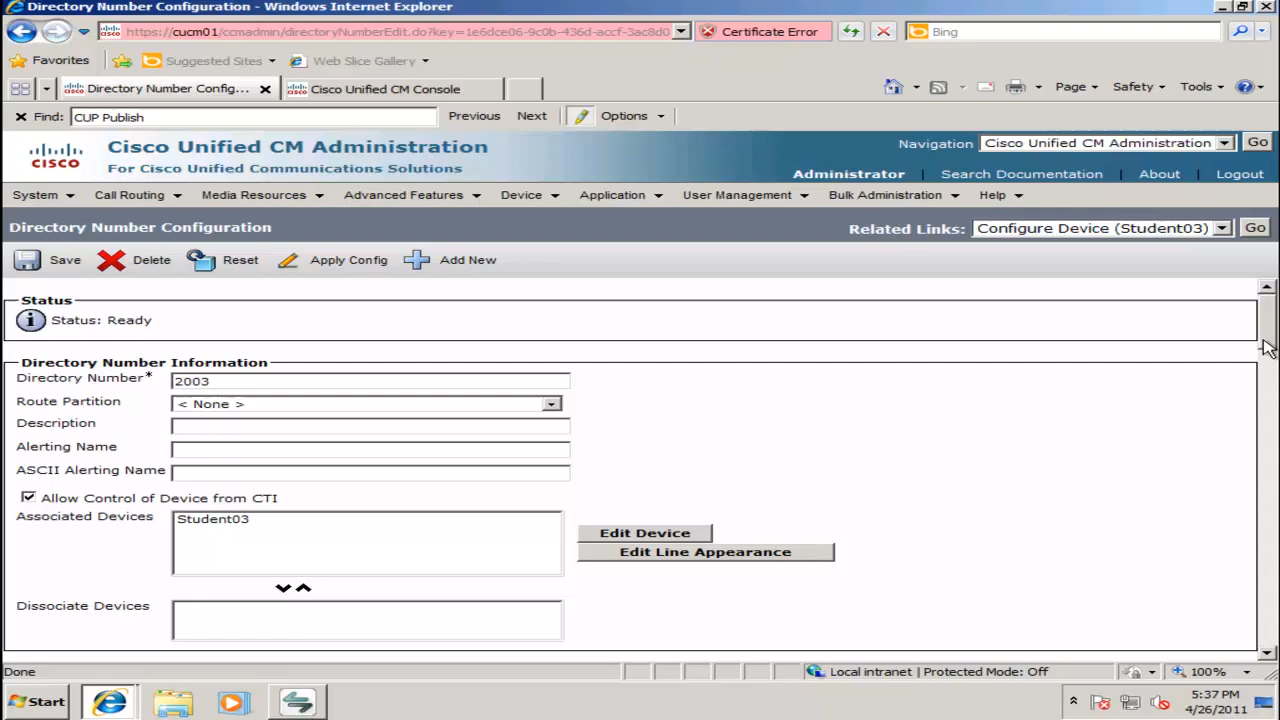 Directory Number Configuration - Windows Internet Explorer
https://cucm01/ccmadmin/directoryNumberEdit.do?key=1e6dce06-9c0b-436d-accf-3ac8d0
Certificate Error
Bing
Favorites
Suggested Sites
Web Slice Gallery
Directory Number Config...
Cisco Unified CM Console
Page
Safety
Tools
Find:
CUP Publish
Previous
Next
Options
CISCO
Cisco Unified CM Administration
For Cisco Unified Communications Solutions
Navigation
Cisco Unified CM Administration
Go
Administrator
Search Documentation
About
Logout
System
Call Routing
Media Resources
Advanced Features
Device
Application
User Management
Bulk Administration
Help
Directory Number Configuration
Related Links:
Configure Device (Student03)
Go
Save
Delete
Reset
Apply Config
Add New
Status
Status: Ready
Directory Number Information
Directory Number*
2003
Route Partition
< None >
Description
Alerting Name
ASCII Alerting Name
Allow Control of Device from CTI
Associated Devices
Student03
Edit Device
Edit Line Appearance
Dissociate Devices
Done
Local intranet | Protected Mode: Off
100%
Start
5:37 PM
4/26/2011